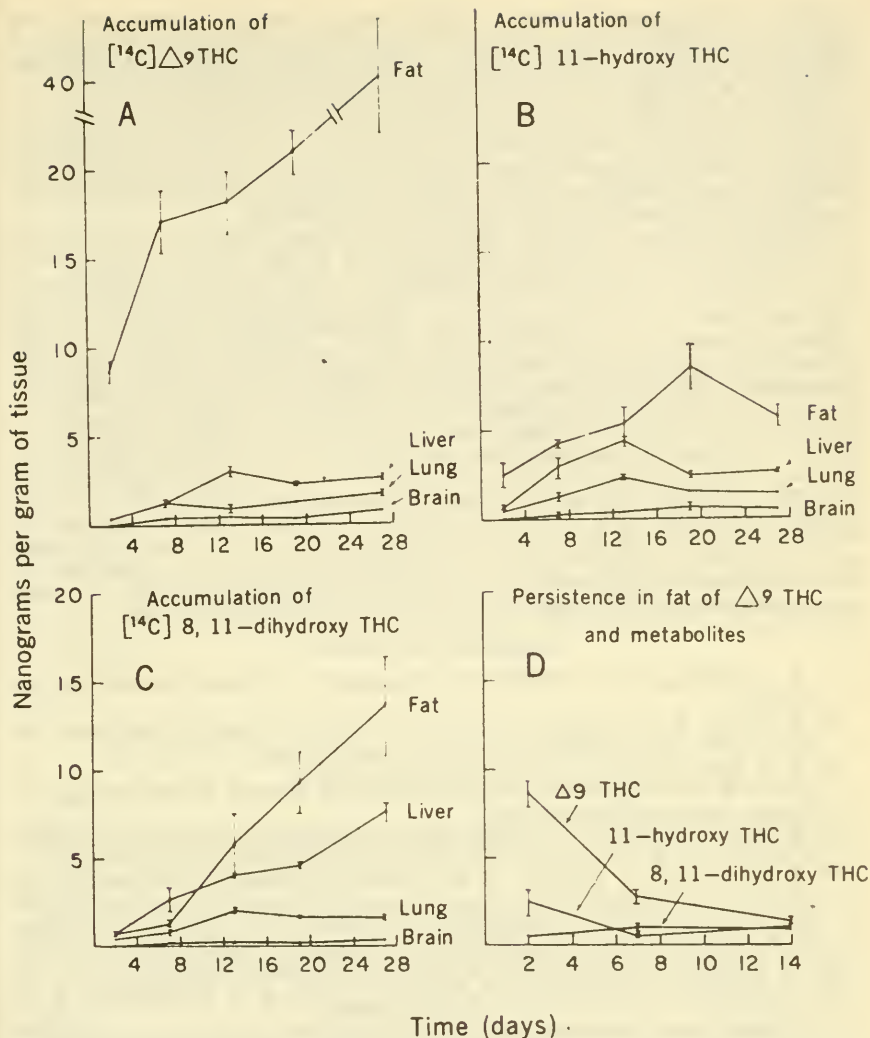 Accumulation of
[¹⁴C]△9THC
Fat
A
40
20
15
10
5
Liver
Lung
Brain
4 8 12 16 20 24 28
Accumulation of
[¹⁴C] 11–hydroxy THC
B
Fat
Liver
Lung
Brain
4 8 12 16 20 24 28
Nanograms per gram of tissue
Accumulation of
[¹⁴C] 8, 11–dihydroxy THC
C
20
15
10
5
Fat
Liver
Lung
Brain
4 8 12 16 20 24 28
Persistence in fat of △9 THC
and metabolites
D
△9 THC
11–hydroxy THC
8, 11–dihydroxy THC
2 4 6 8 10 12 14
Time (days)